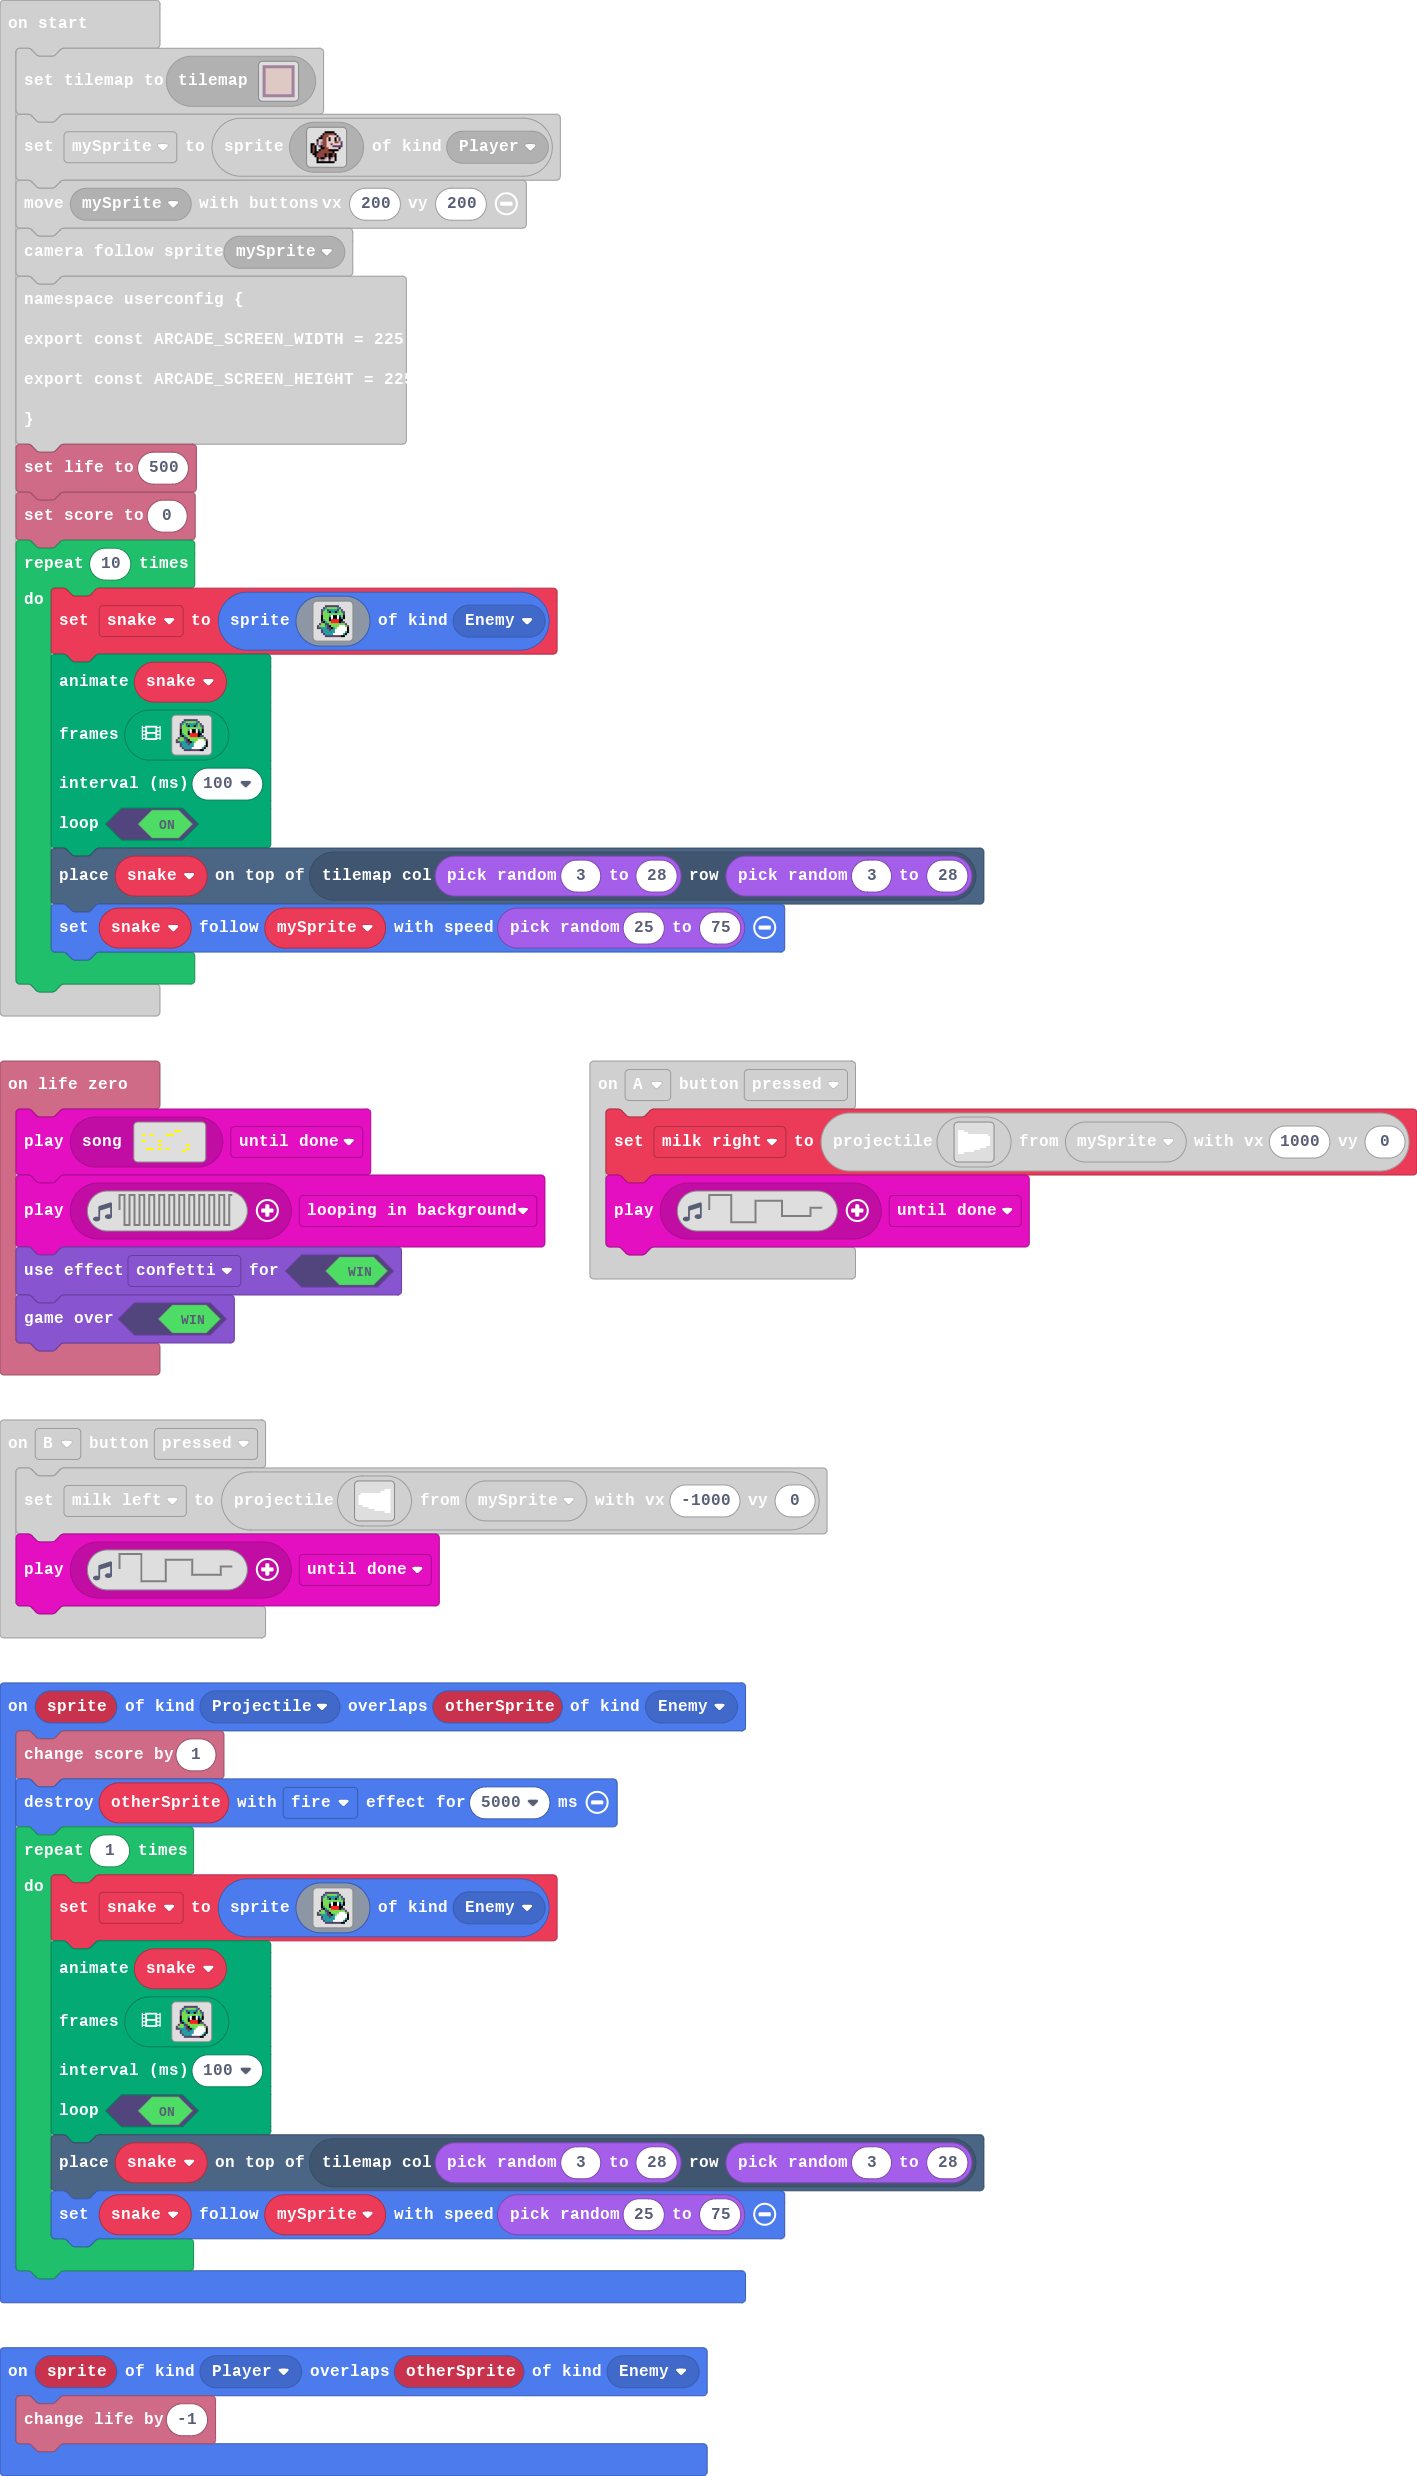 on start
set tilemap to tilemap
set mySprite to sprite of kind Player
move mySprite with buttons vx 200 vy 200
camera follow sprite mySprite
namespace userconfig {
export const ARCADE_SCREEN_WIDTH = 225
export const ARCADE_SCREEN_HEIGHT = 225
}
set life to 500
set score to 0
repeat 10 times
do
set snake to sprite of kind Enemy
animate snake
frames
interval (ms) 100
loop ON
place snake on top of tilemap col pick random 3 to 28 row pick random 3 to 28
set snake follow mySprite with speed pick random 25 to 75
on life zero
play song until done
play looping in background
use effect confetti for WIN
game over WIN
on A button pressed
set milk right to projectile from mySprite with vx 1000 vy 0
play until done
on B button pressed
set milk left to projectile from mySprite with vx -1000 vy 0
play until done
on sprite of kind Projectile overlaps otherSprite of kind Enemy
change score by 1
destroy otherSprite with fire effect for 5000 ms
repeat 1 times
do
set snake to sprite of kind Enemy
animate snake
frames
interval (ms) 100
loop ON
place snake on top of tilemap col pick random 3 to 28 row pick random 3 to 28
set snake follow mySprite with speed pick random 25 to 75
on sprite of kind Player overlaps otherSprite of kind Enemy
change life by -1